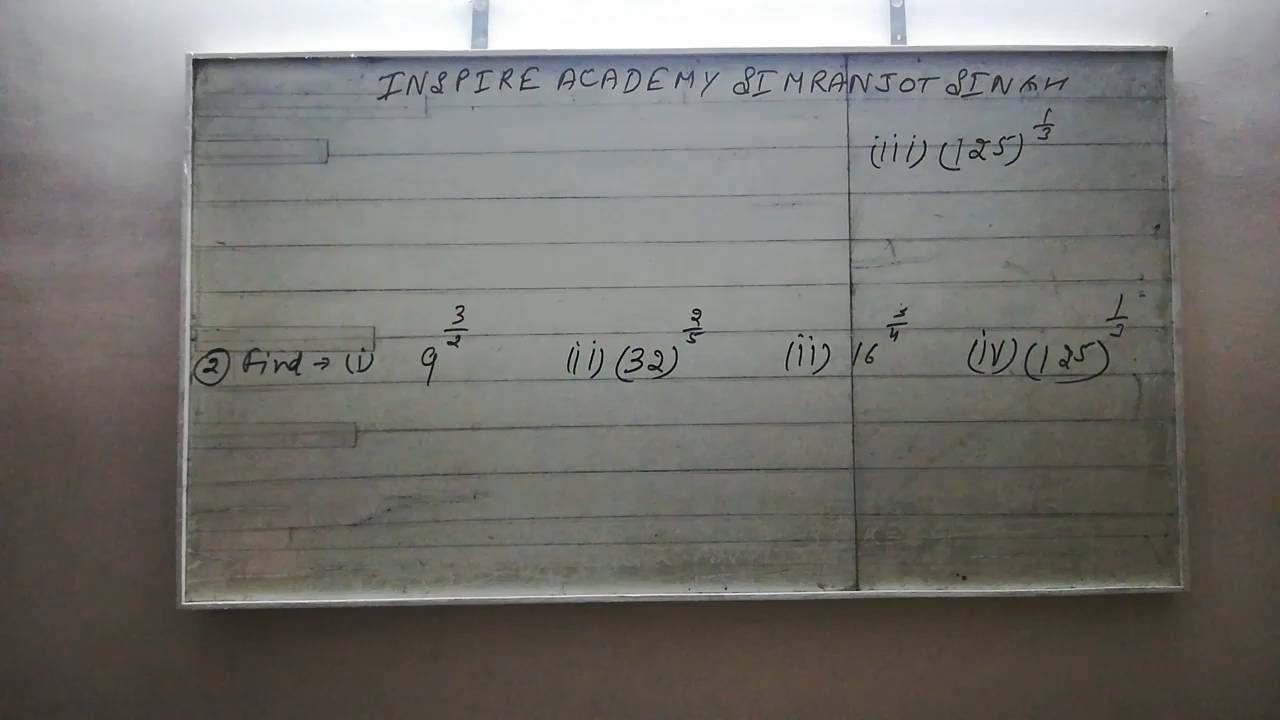 INSPIRE ACADEMY SIMRANJOT SINGH
(iii) (125)^1/3
② Find → (i) 9^3/2 (ii) (32)^2/5 (ii) 16^3/4 (iv) (125)^1/3